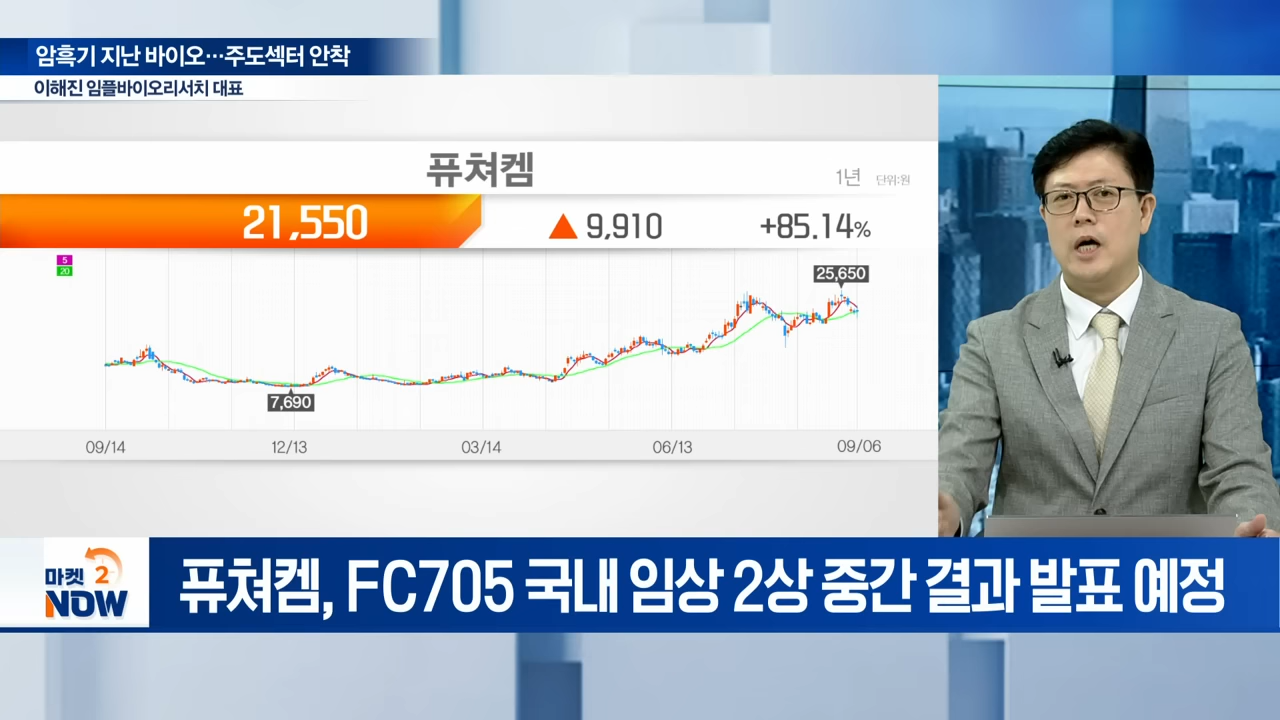 암흑기 지난 바이오…주도섹터 안착
이해진 임플바이오리서치 대표
퓨쳐켐
1년 단위:원
21,550 ▲ 9,910 +85.14%
5
20
25,650
7,690
09/14 12/13 03/14 06/13 09/06
마켓 2
NOW
퓨쳐켐, FC705 국내 임상 2상 중간 결과 발표 예정